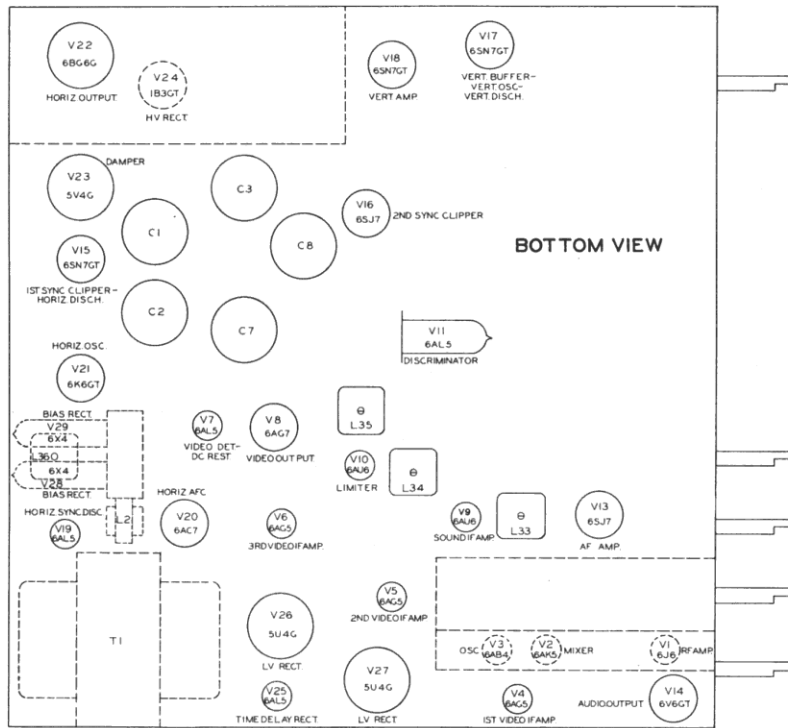 V22
6BG6G
HORIZ OUTPUT.
V24
1B3GT
HV RECT.
V18
6SN7GT
VERT AMP.
V17
6SN7GT
VERT. BUFFER-
VERT. OSC-
VERT. DISCH.
DAMPER
V23
5V4G
C3
V16
6SJ7
2ND SYNC CLIPPER
C1
C8
BOTTOM VIEW
V15
6SN7GT
1ST SYNC CLIPPER-
HORIZ. DISCH.
C2
C7
V11
6AL5
DISCRIMINATOR
HORIZ. OSC.
V21
6K6GT
BIAS RECT.
V29
6X4
L36
6X4
V28
BIAS RECT.
V7
6AL5
VIDEO DET-
DC REST.
V8
6AG7
VIDEO OUTPUT
L35
V10
6AU6
LIMITER
L34
HORIZ SYNC DISC.
V19
6AL5
L2
HORIZ AFC
V20
6AC7
V6
6AG5
3RD VIDEO IF AMP.
V9
6AU6
SOUND IF AMP.
L33
V13
6SJ7
AF AMP.
T1
V5
6AG5
2ND VIDEO IF AMP.
V26
5U4G
LV RECT.
OSC
V3
6AB4
V2
6AK5
MIXER
V1
6J6
RF AMP.
V27
5U4G
LV RECT
V25
6AL5
TIME DELAY RECT.
V4
6AG5
1ST VIDEO IF AMP.
AUDIO OUTPUT
V14
6V6GT